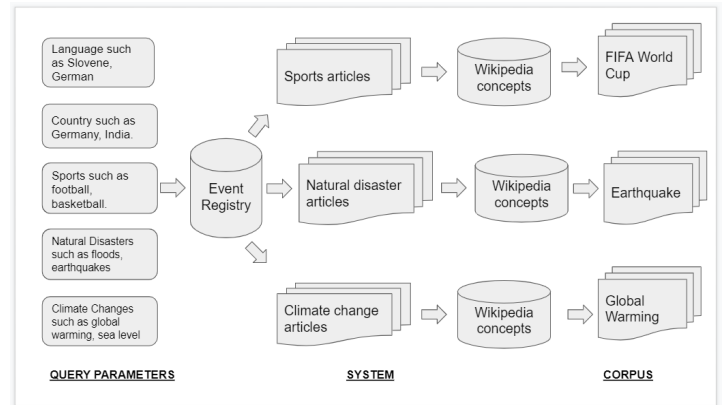 Language such
as Slovene,
German
Country such as
Germany, India.
Sports such as
football,
basketball.
Natural Disasters
such as floods,
earthquakes
Climate Changes
such as global
warming, sea level
Event
Registry
Sports articles
Wikipedia
concepts
FIFA World
Cup
Natural disaster
articles
Wikipedia
concepts
Earthquake
Climate change
articles
Wikipedia
concepts
Global
Warming
QUERY PARAMETERS
SYSTEM
CORPUS